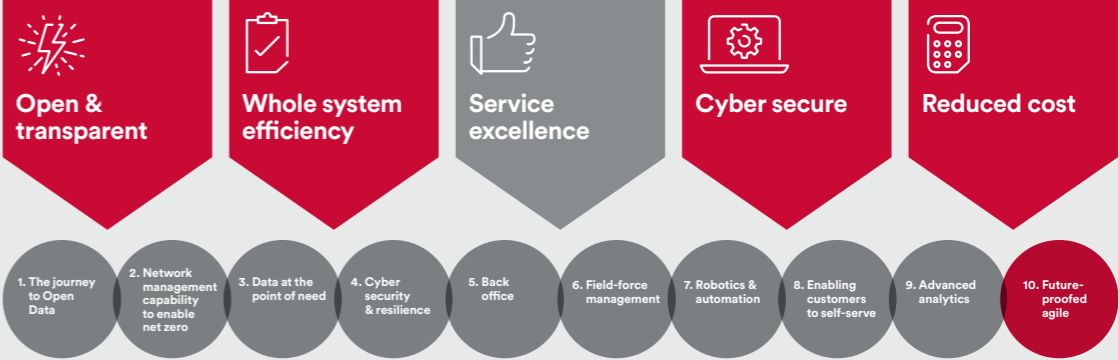 Open &
transparent
Whole system
efficiency
Service
excellence
Cyber secure
Reduced cost
1. The journey
to Open
Data
2. Network
management
capability
to enable
net zero
3. Data at the
point of need
4. Cyber
security
& resilience
5. Back
office
6. Field-force
management
7. Robotics &
automation
8. Enabling
customers
to self-serve
9. Advanced
analytics
10. Future-
proofed
agile